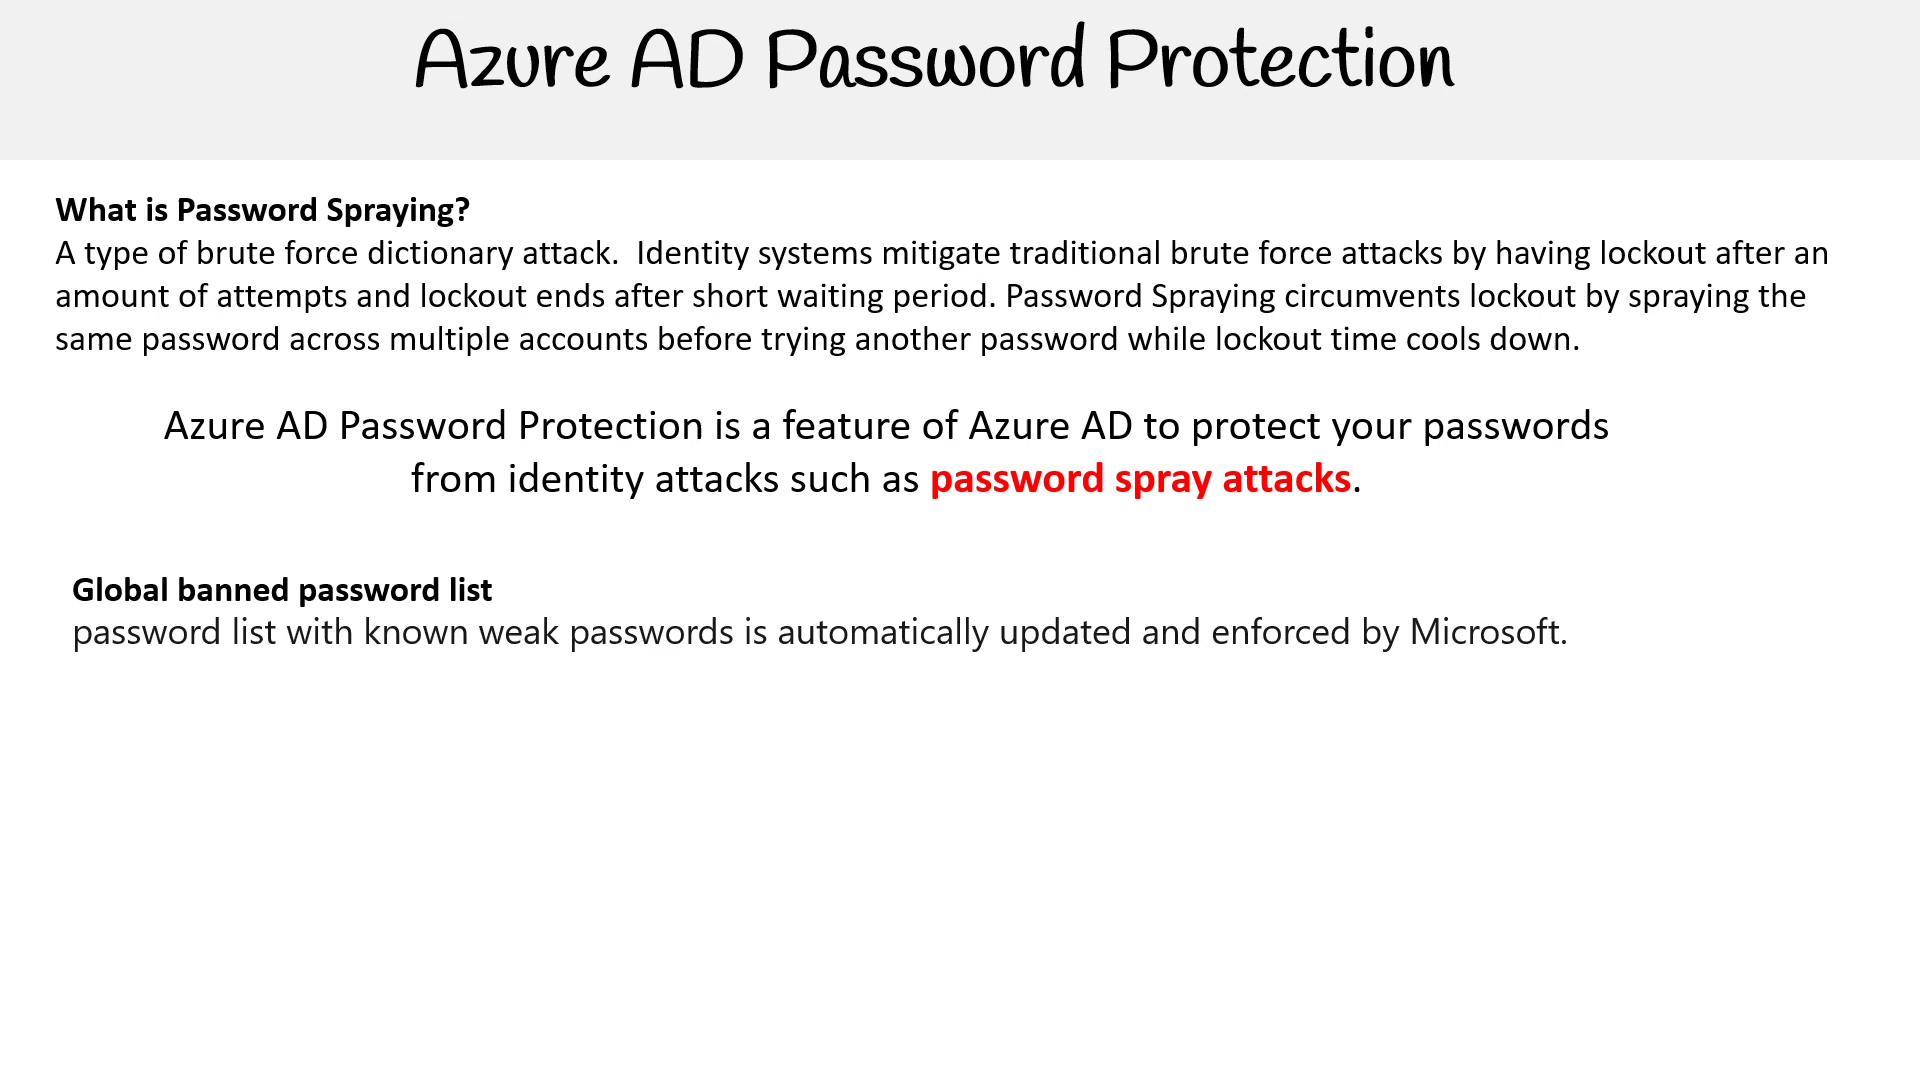 Azure AD Password Protection
What is Password Spraying?
A type of brute force dictionary attack.  Identity systems mitigate traditional brute force attacks by having lockout after an
amount of attempts and lockout ends after short waiting period. Password Spraying circumvents lockout by spraying the
same password across multiple accounts before trying another password while lockout time cools down.
Azure AD Password Protection is a feature of Azure AD to protect your passwords
from identity attacks such as password spray attacks.
Global banned password list
password list with known weak passwords is automatically updated and enforced by Microsoft.